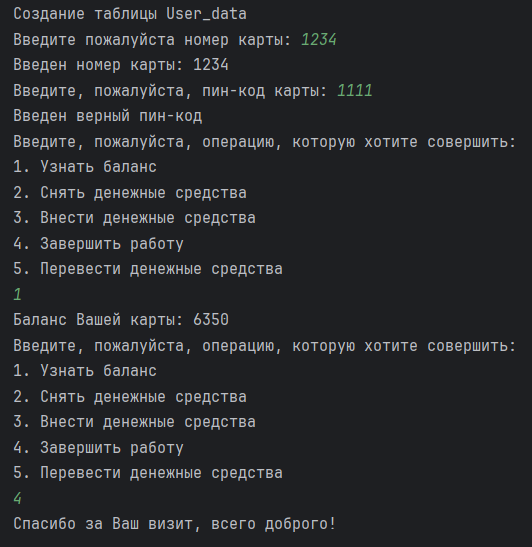 Создание таблицы User_data
Введите пожалуйста номер карты: 1234
Введен номер карты: 1234
Введите, пожалуйста, пин-код карты: 1111
Введен верный пин-код
Введите, пожалуйста, операцию, которую хотите совершить:
1. Узнать баланс
2. Снять денежные средства
3. Внести денежные средства
4. Завершить работу
5. Перевести денежные средства
1
Баланс Вашей карты: 6350
Введите, пожалуйста, операцию, которую хотите совершить:
1. Узнать баланс
2. Снять денежные средства
3. Внести денежные средства
4. Завершить работу
5. Перевести денежные средства
4
Спасибо за Ваш визит, всего доброго!